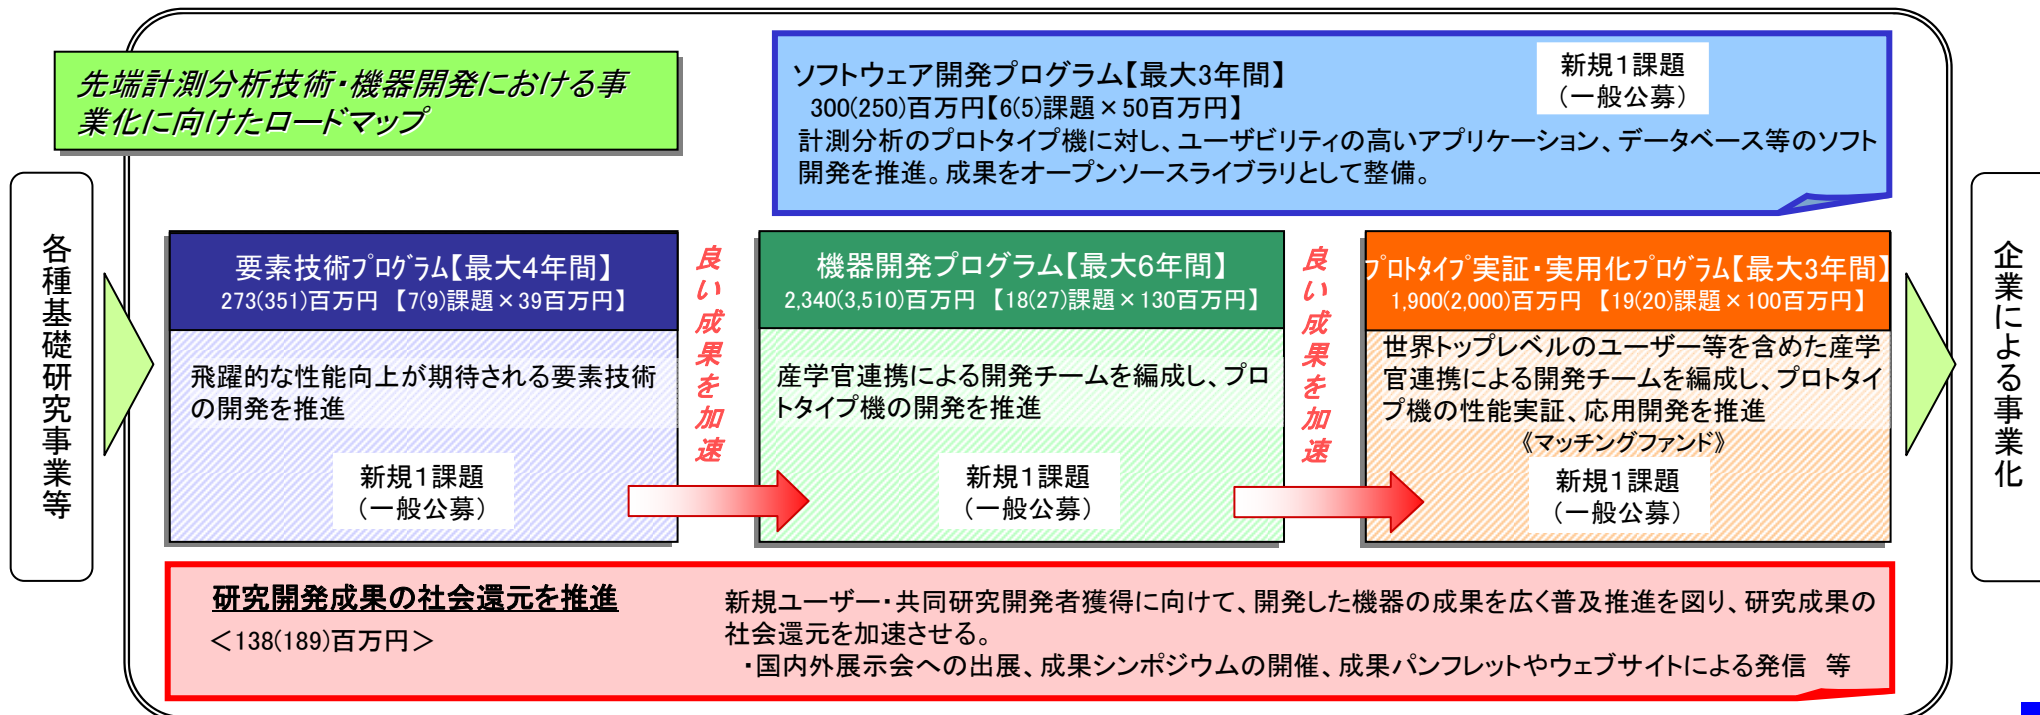 先端計測分析技術・機器開発における事
業化に向けたロードマップ
ソフトウェア開発プログラム【最大3年間】
300(250)百万円【6(5)課題×50百万円】
新規1課題
(一般公募)
計測分析のプロトタイプ機に対し、ユーザビリティの高いアプリケーション、データベース等のソフト
開発を推進。成果をオープンソースライブラリとして整備。
各種基礎研究事業等
要素技術プログラム【最大4年間】
273(351)百万円 【7(9)課題×39百万円】
飛躍的な性能向上が期待される要素技術
の開発を推進
新規1課題
(一般公募)
良い成果を加速
機器開発プログラム【最大6年間】
2,340(3,510)百万円 【18(27)課題×130百万円】
産学官連携による開発チームを編成し、プロ
トタイプ機の開発を推進
新規1課題
(一般公募)
良い成果を加速
プロトタイプ実証・実用化プログラム【最大3年間】
1,900(2,000)百万円 【19(20)課題×100百万円】
世界トップレベルのユーザー等を含めた産学
官連携による開発チームを編成し、プロトタイ
プ機の性能実証、応用開発を推進
《マッチングファンド》
新規1課題
(一般公募)
企業による事業化
研究開発成果の社会還元を推進
＜138(189)百万円＞
新規ユーザー・共同研究開発者獲得に向けて、開発した機器の成果を広く普及推進を図り、研究成果の
社会還元を加速させる。
・国内外展示会への出展、成果シンポジウムの開催、成果パンフレットやウェブサイトによる発信　等